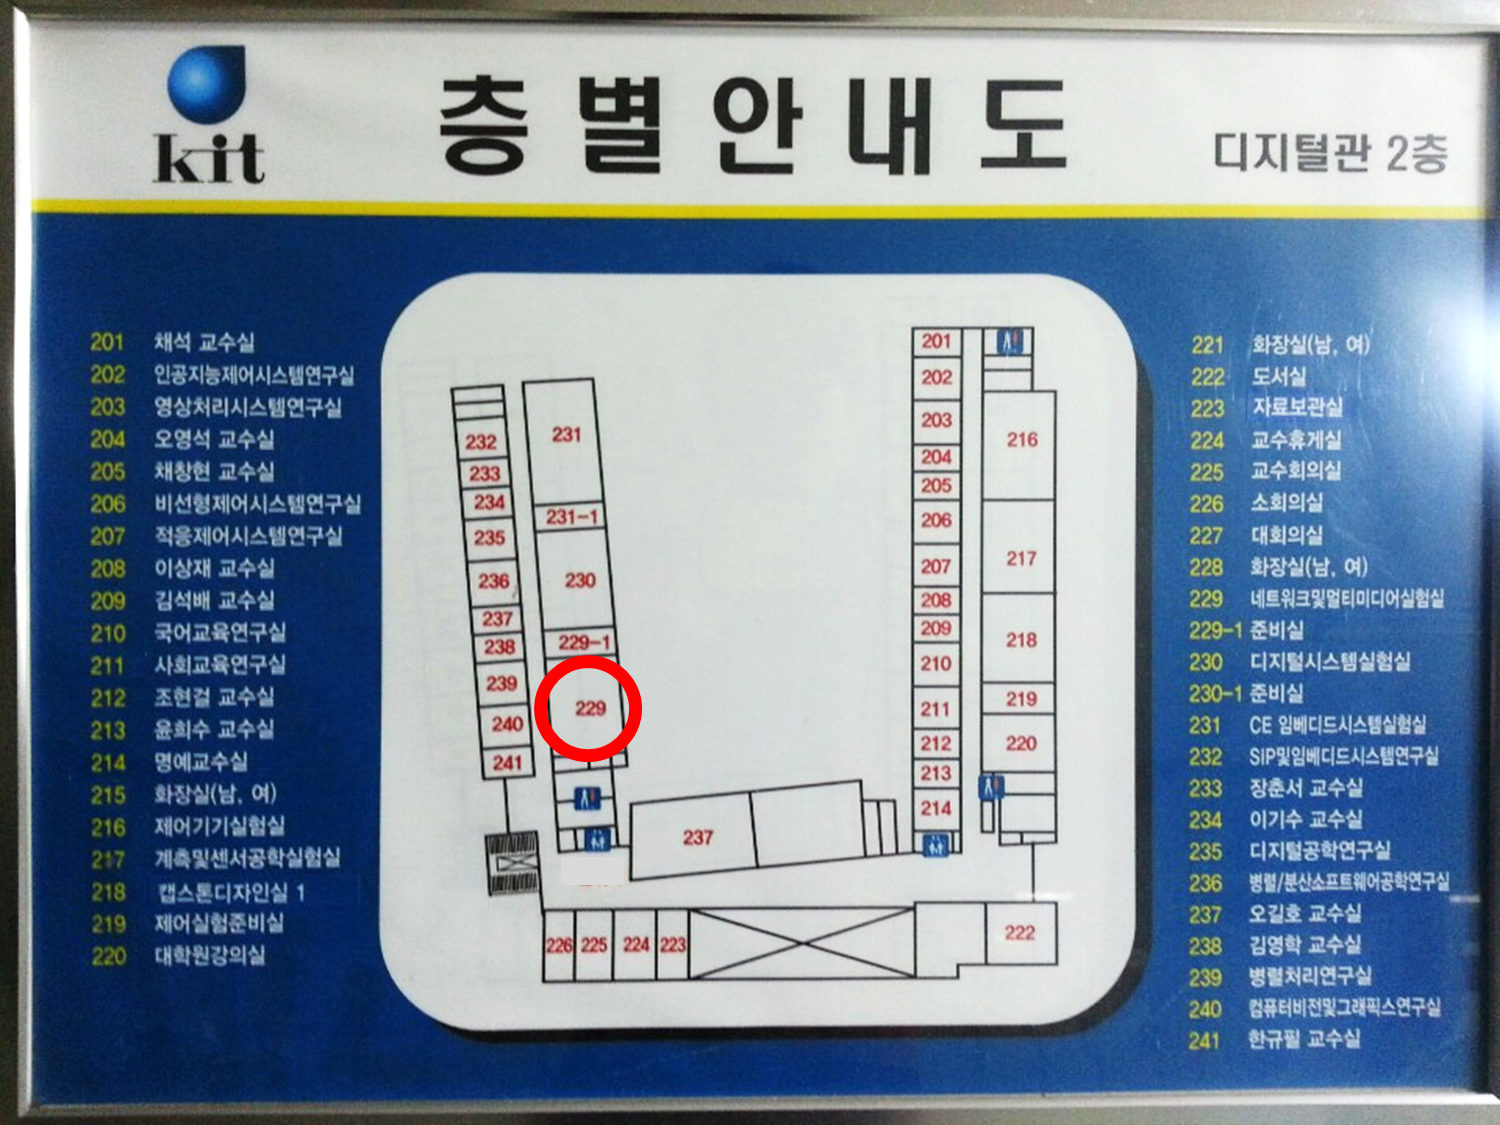 kit
층별안내도
디지털관 2층
201 채석 교수실
202 인공지능제어시스템연구실
203 영상처리시스템연구실
204 오영석 교수실
205 채창현 교수실
206 비선형제어시스템연구실
207 적응제어시스템연구실
208 이상재 교수실
209 김석배 교수실
210 국어교육연구실
211 사회교육연구실
212 조현걸 교수실
213 윤희수 교수실
214 명예교수실
215 화장실(남, 여)
216 제어기기실험실
217 계측및센서공학실험실
218 캡스톤디자인실 1
219 제어실험준비실
220 대학원강의실
232
233
234
235
236
237
238
239
240
241
231
231-1
230
229-1
229
237
226 225 224 223
222
201
202
203
204
205
206
207
208
209
210
211
212
213
214
216
217
218
219
220
221 화장실(남, 여)
222 도서실
223 자료보관실
224 교수휴게실
225 교수회의실
226 소회의실
227 대회의실
228 화장실(남, 여)
229 네트워크및멀티미디어실험실
229-1 준비실
230 디지털시스템실험실
230-1 준비실
231 CE 임베디드시스템실험실
232 SIP및임베디드시스템연구실
233 장춘서 교수실
234 이기수 교수실
235 디지털공학연구실
236 병렬/분산소프트웨어공학연구실
237 오길호 교수실
238 김영학 교수실
239 병렬처리연구실
240 컴퓨터비전및그래픽스연구실
241 한규필 교수실